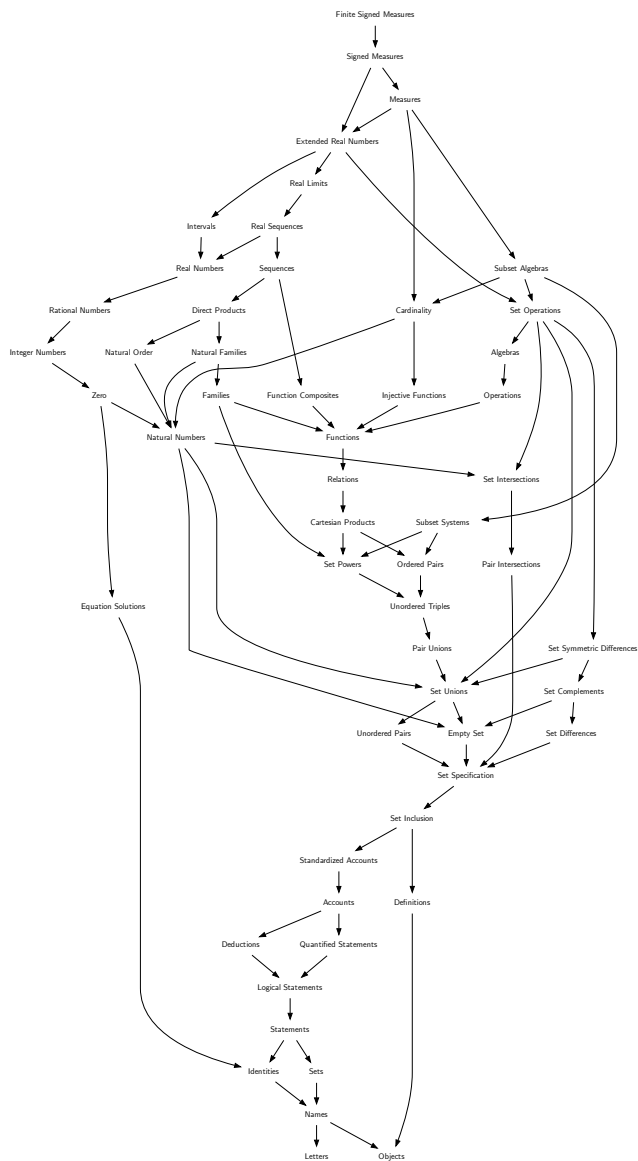 Finite Signed Measures
Signed Measures
Measures
Extended Real Numbers
Real Limits
Intervals
Real Sequences
Real Numbers
Sequences
Subset Algebras
Rational Numbers
Direct Products
Cardinality
Set Operations
Integer Numbers
Natural Order
Natural Families
Algebras
Zero
Families
Function Composites
Injective Functions
Operations
Natural Numbers
Functions
Relations
Set Intersections
Cartesian Products
Subset Systems
Set Powers
Ordered Pairs
Pair Intersections
Equation Solutions
Unordered Triples
Pair Unions
Set Symmetric Differences
Set Unions
Set Complements
Unordered Pairs
Empty Set
Set Differences
Set Specification
Set Inclusion
Standardized Accounts
Accounts
Definitions
Deductions
Quantified Statements
Logical Statements
Statements
Identities
Sets
Names
Letters
Objects